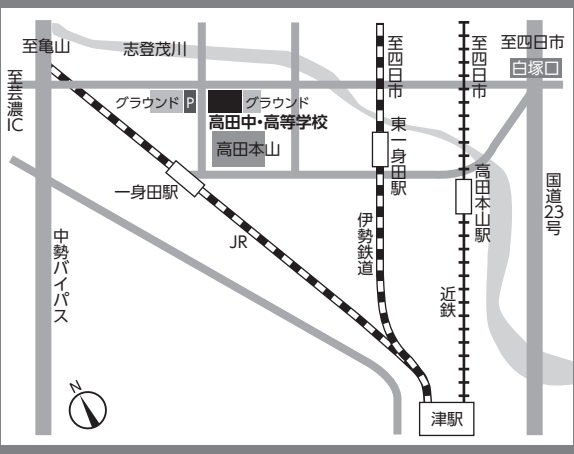 至亀山
志登茂川
至四日市
至四日市
至四日市
白塚口
至芸濃IC
グラウンド
P
グラウンド
高田中・高等学校
高田本山
東一身田駅
高田本山駅
国道23号
一身田駅
伊勢鉄道
JR
中勢バイパス
近鉄
N
津駅